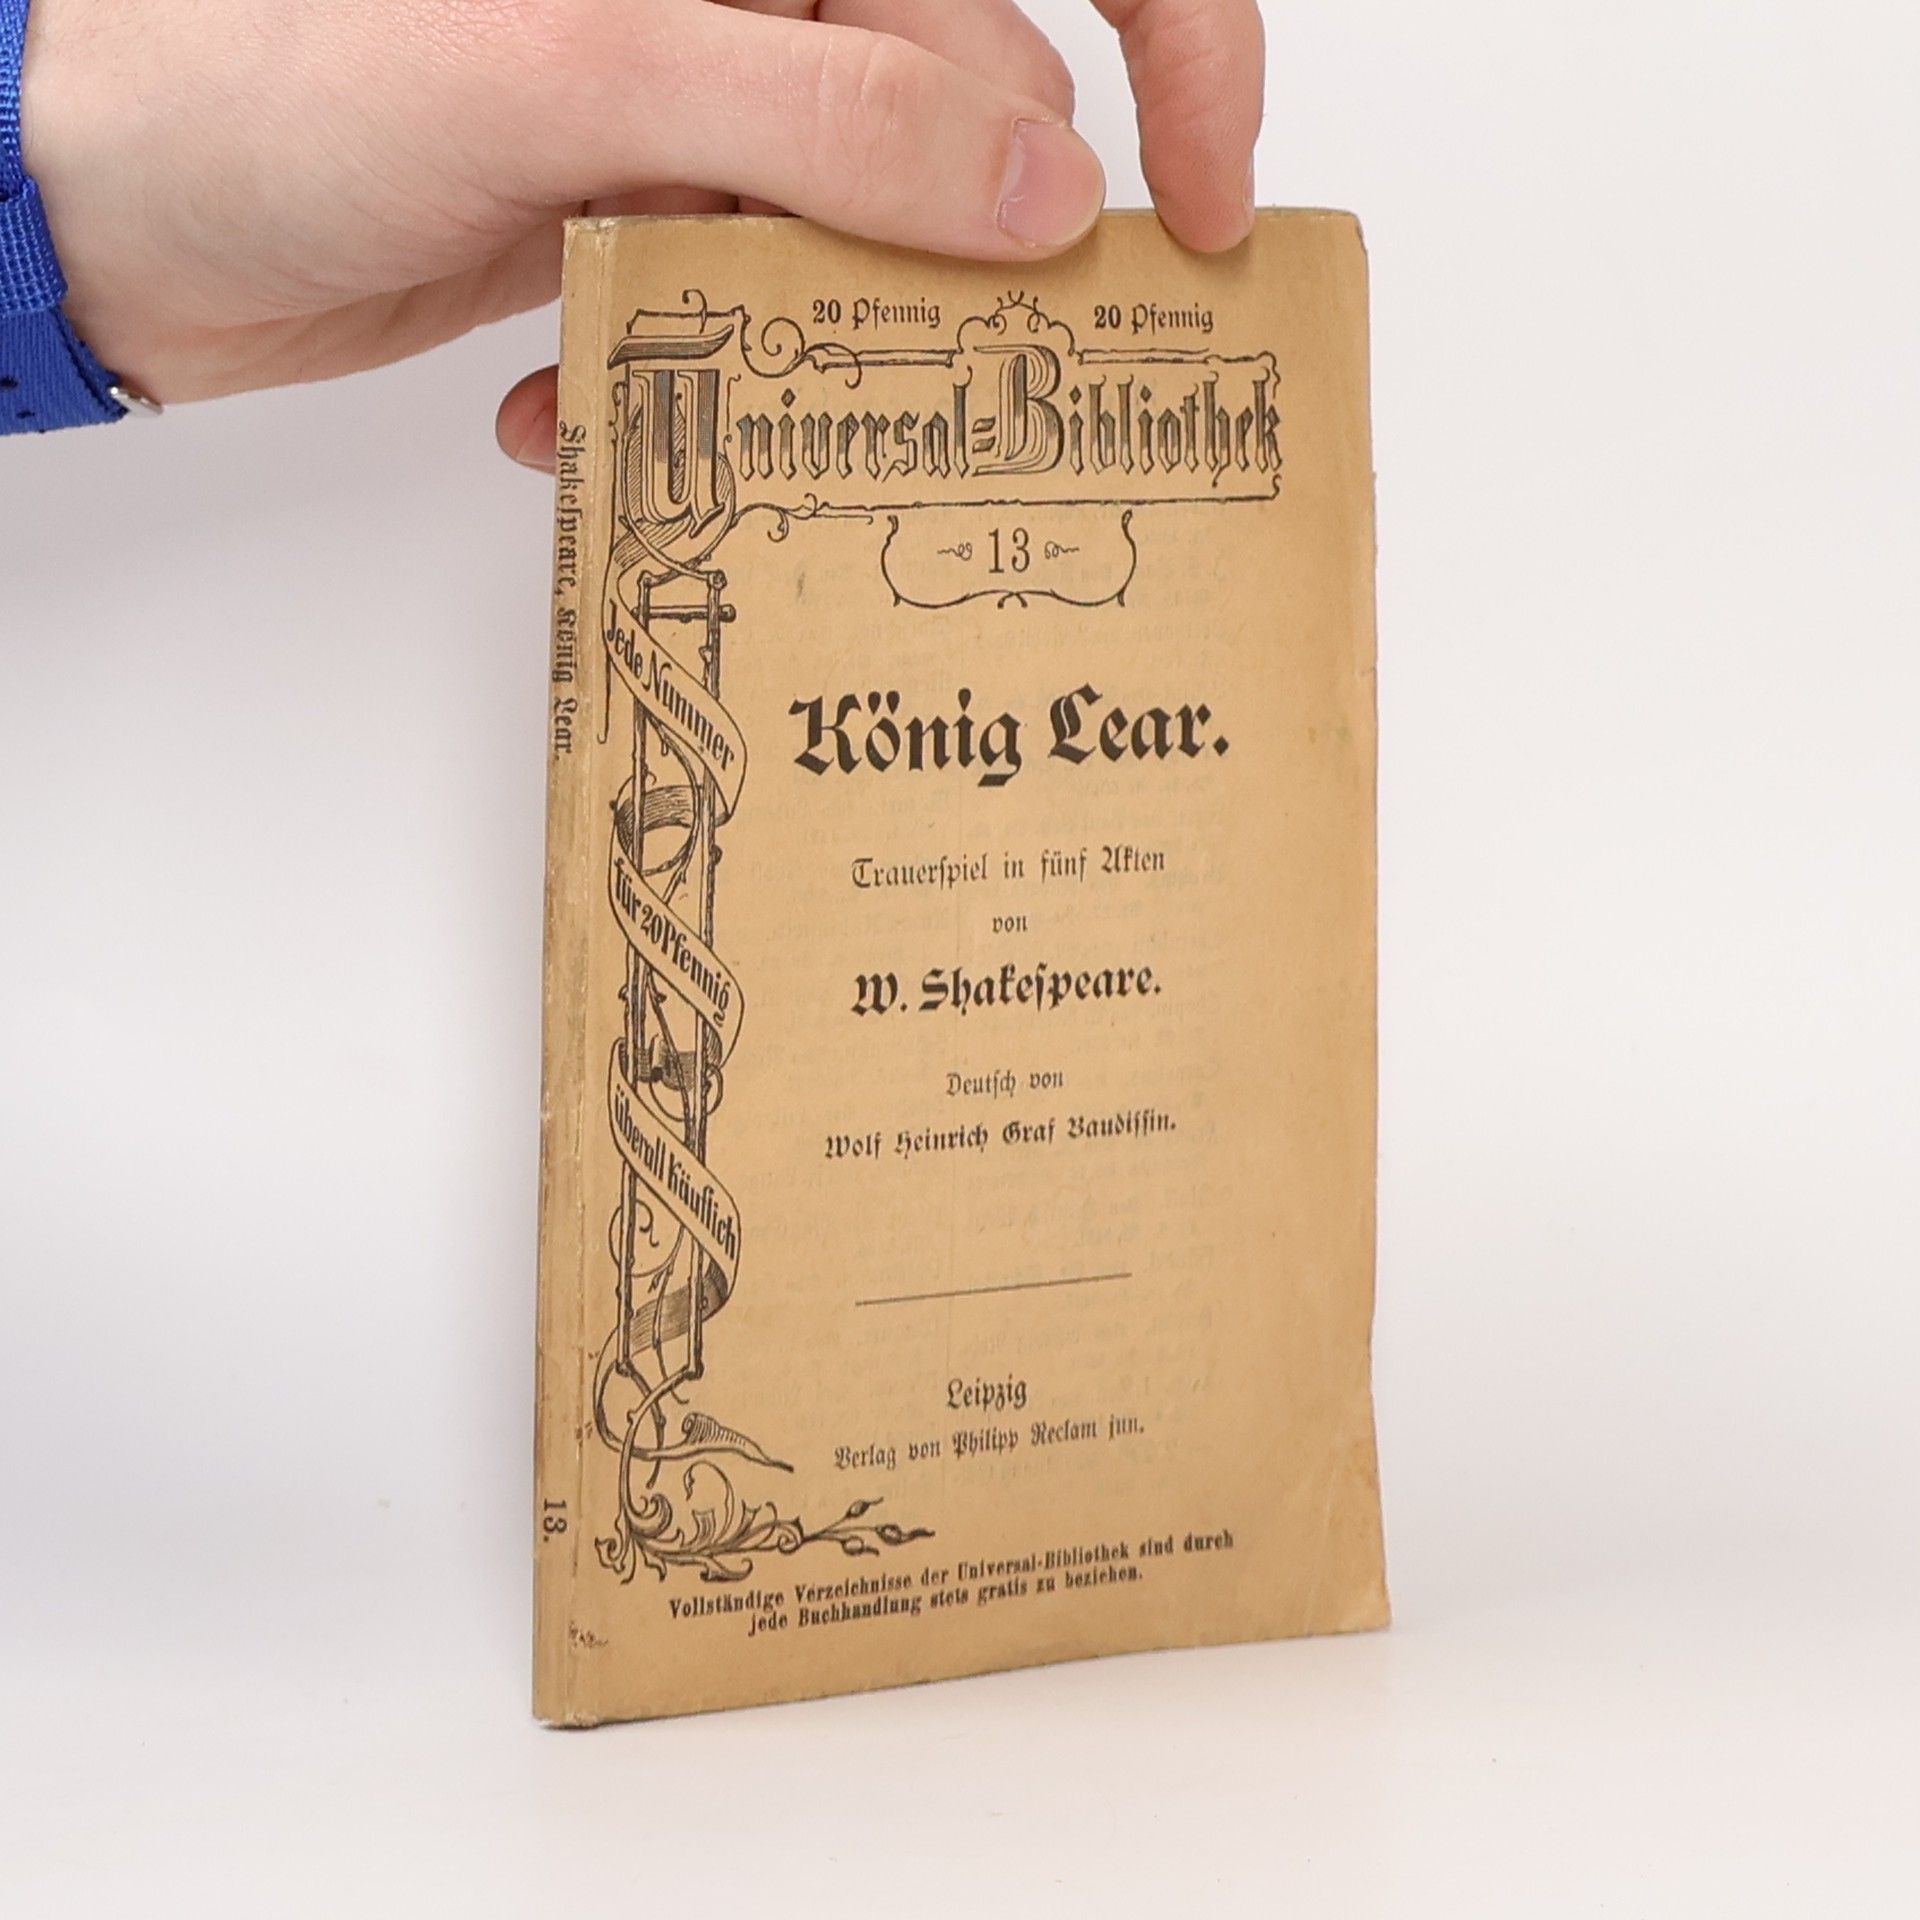 20 Pfennig 20 Pfennig
Universal=Bibliothek
13
Jede Nummer
für 20 Pfennig
überall käuflich
König Lear.
Trauerſpiel in fünf Akten
von
W. Shakeſpeare.
Deutſch von
Wolf Heinrich Graf Baudiſſin.
Leipzig
Verlag von Philipp Reclam jun.
Vollständige Verzeichnisse der Universal-Bibliothek sind durch
jede Buchhandlung stets gratis zu beziehen.
Shakeſpeare, König Lear.
13.